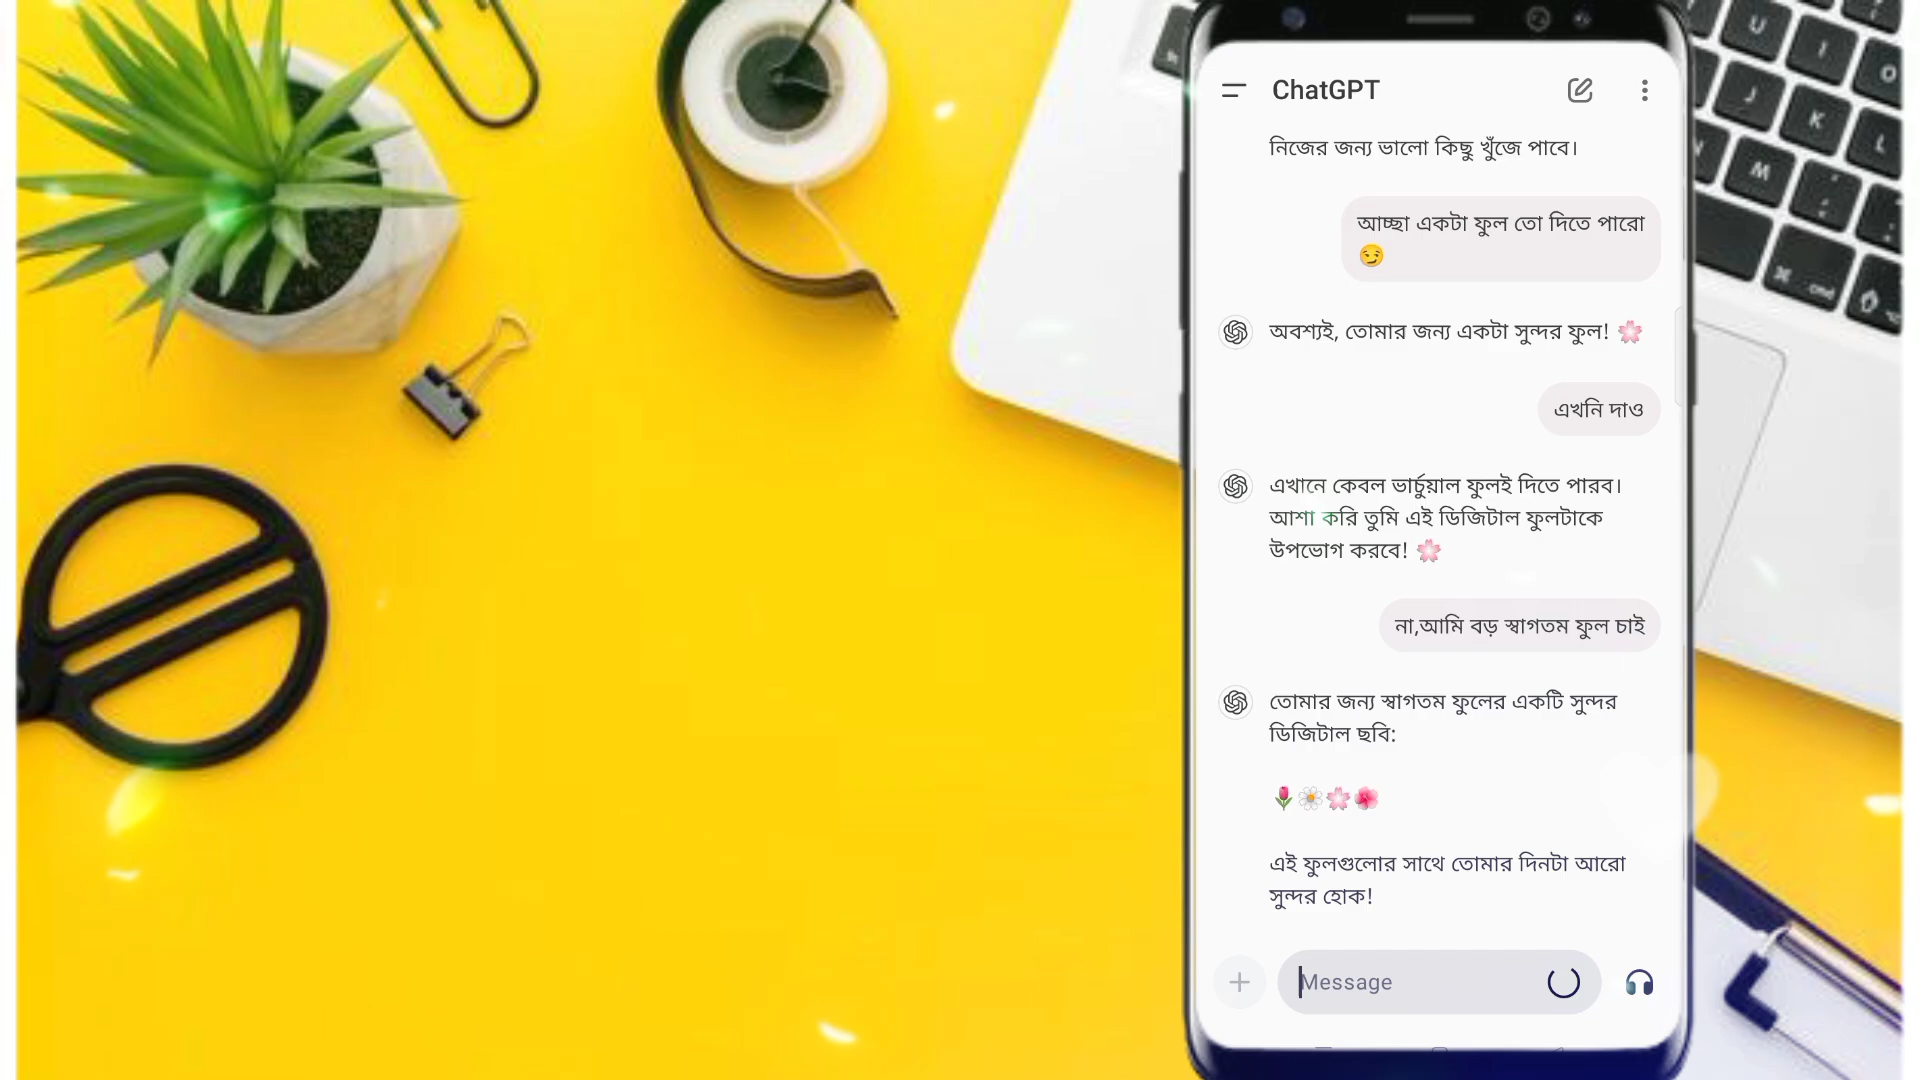 ChatGPT
নিজের জন্য ভালো কিছু খুঁজে পাবে।
আচ্ছা একটা ফুল তো দিতে পারো
😏
অবশ্যই, তোমার জন্য একটা সুন্দর ফুল! 🌸
এখনি দাও
এখানে কেবল ভার্চুয়াল ফুলই দিতে পারব।
আশা করি তুমি এই ডিজিটাল ফুলটাকে
উপভোগ করবে! 🌸
না,আমি বড় স্বাগতম ফুল চাই
তোমার জন্য স্বাগতম ফুলের একটি সুন্দর
ডিজিটাল ছবি:
🌷🌼🌸🌺
এই ফুলগুলোর সাথে তোমার দিনটা আরো
সুন্দর হোক!
Message
U
I
O
J
K
L
M
cmd